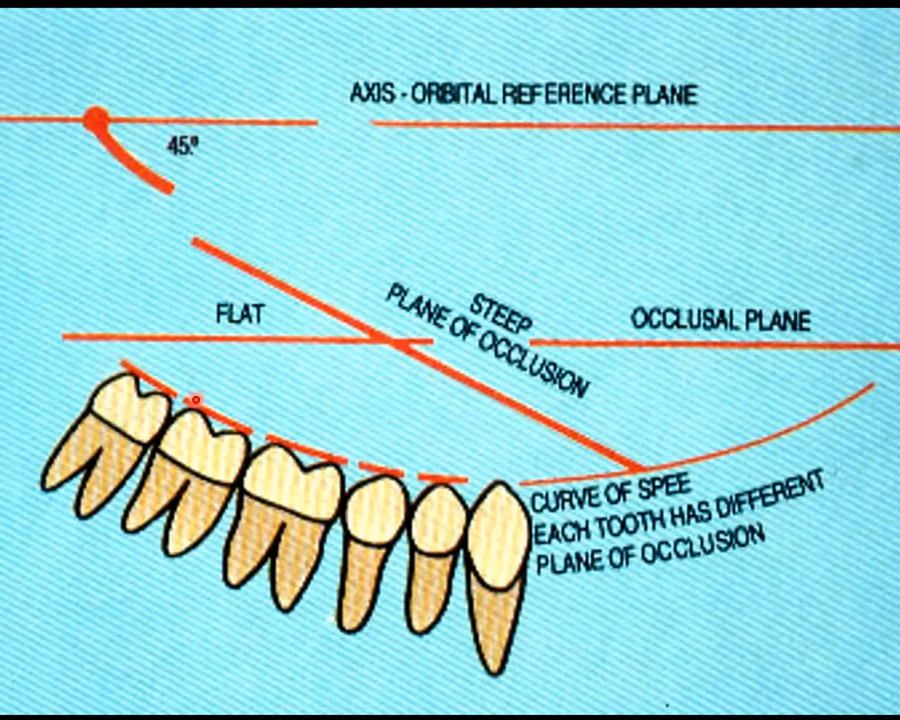 AXIS - ORBITAL REFERENCE PLANE
45º
FLAT
STEEP
PLANE OF OCCLUSION
OCCLUSAL PLANE
CURVE OF SPEE
EACH TOOTH HAS DIFFERENT
PLANE OF OCCLUSION